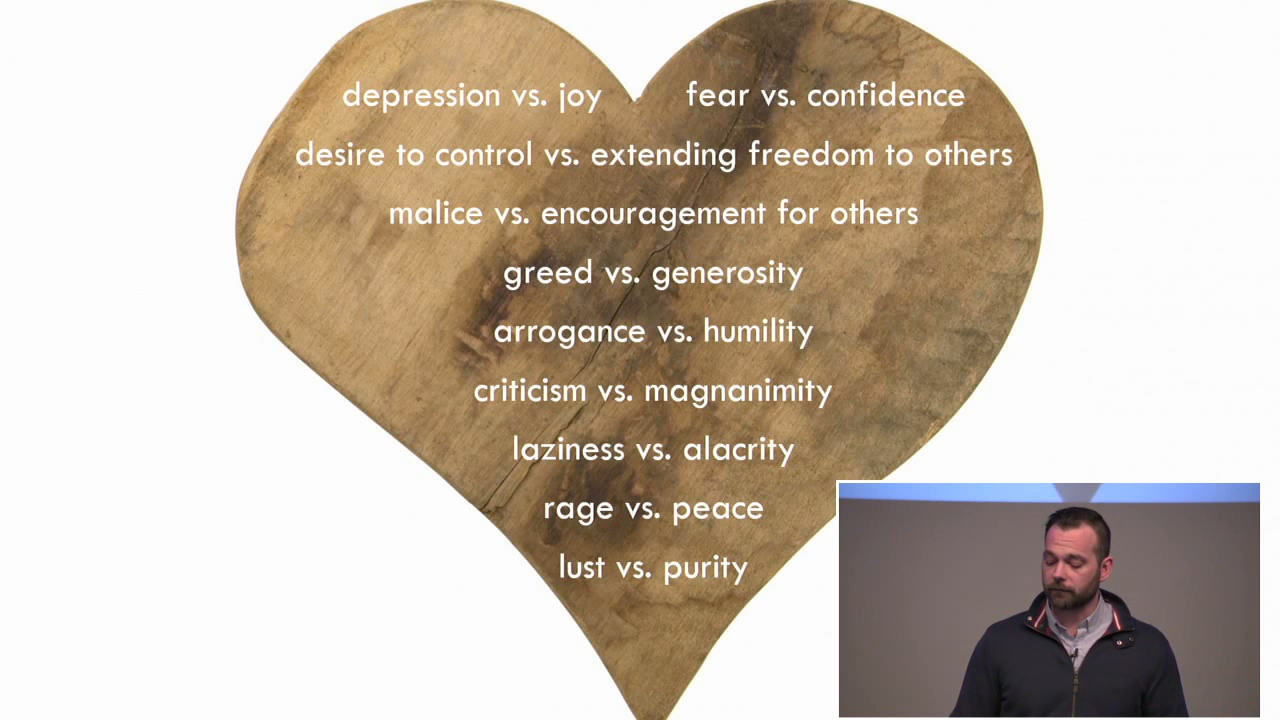 depression vs. joy fear vs. confidence
desire to control vs. extending freedom to others
malice vs. encouragement for others
greed vs. generosity
arrogance vs. humility
criticism vs. magnanimity
laziness vs. alacrity
rage vs. peace
lust vs. purity